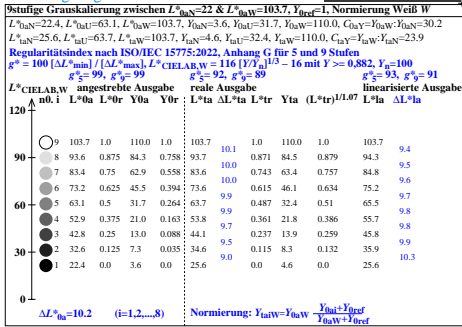 9stufige Graukalierung zwischen L*0aN=22 & L*0aW=103.7, Y0ref=1, Normierung Weiß W
L*0aN=22.4, L*0aU=63.1, L*0aW=103.7, Y0aN=3.6, Y0aU=31.7, Y0aW=110.0, C0aY=Y0aW:Y0aN=30.2
L*taN=25.6, L*taU=63.7, L*taW=103.7, YtaN=4.6, YtaU=32.4, YtaW=110.0, CtaY=YtaW:YtaN=23.9
Regularitätsindex nach ISO/IEC 15775:2022, Anhang G für 5 und 9 Stufen
g* = 100 [ΔL*min] / [ΔL*max], L*CIELAB,W = 116 [Y/Yn]1/3 – 16 mit Y >= 0,882, Yn=100
g*5= 99, g*9= 99 g*5= 92, g*9= 89 g*5= 93, g*9= 91
L*CIELAB,W angestrebte Ausgabe reale Ausgabe linearisierte Ausgabe
n0. i L*0a L*0r Y0a Y0r L*ta ΔL*ta L*tr Yta (L*tr)1/1.07 L*la ΔL*la
120
9 103.7 1.0 110.0 1.0 103.7 1.0 110.0 1.0 103.7
10.1 9.4
8 93.6 0.875 84.3 0.758 93.7 0.871 84.5 0.879 94.3
90
10.0 9.5
7 83.4 0.75 62.9 0.558 83.6 0.743 63.4 0.757 84.8
10.0 9.6
6 73.2 0.625 45.5 0.394 73.6 0.615 46.1 0.634 75.2
9.9 9.7
60
5 63.1 0.5 31.7 0.264 63.7 0.487 32.4 0.51 65.5
9.9 9.8
4 52.9 0.375 21.0 0.163 53.8 0.361 21.8 0.386 55.7
9.7 9.8
3 42.8 0.25 13.0 0.088 44.1 0.237 13.9 0.259 45.8
9.5 9.9
30
2 32.6 0.125 7.3 0.035 34.6 0.115 8.3 0.132 35.9
9.0 10.3
1 22.4 0.0 3.6 0.0 25.6 0.0 4.6 0.0 25.6
0
ΔL*0a=10.2 (i=1,2,...,8) Normierung: YtaiW=Y0aW Y0ai+Y0ref
Y0aW+Y0ref